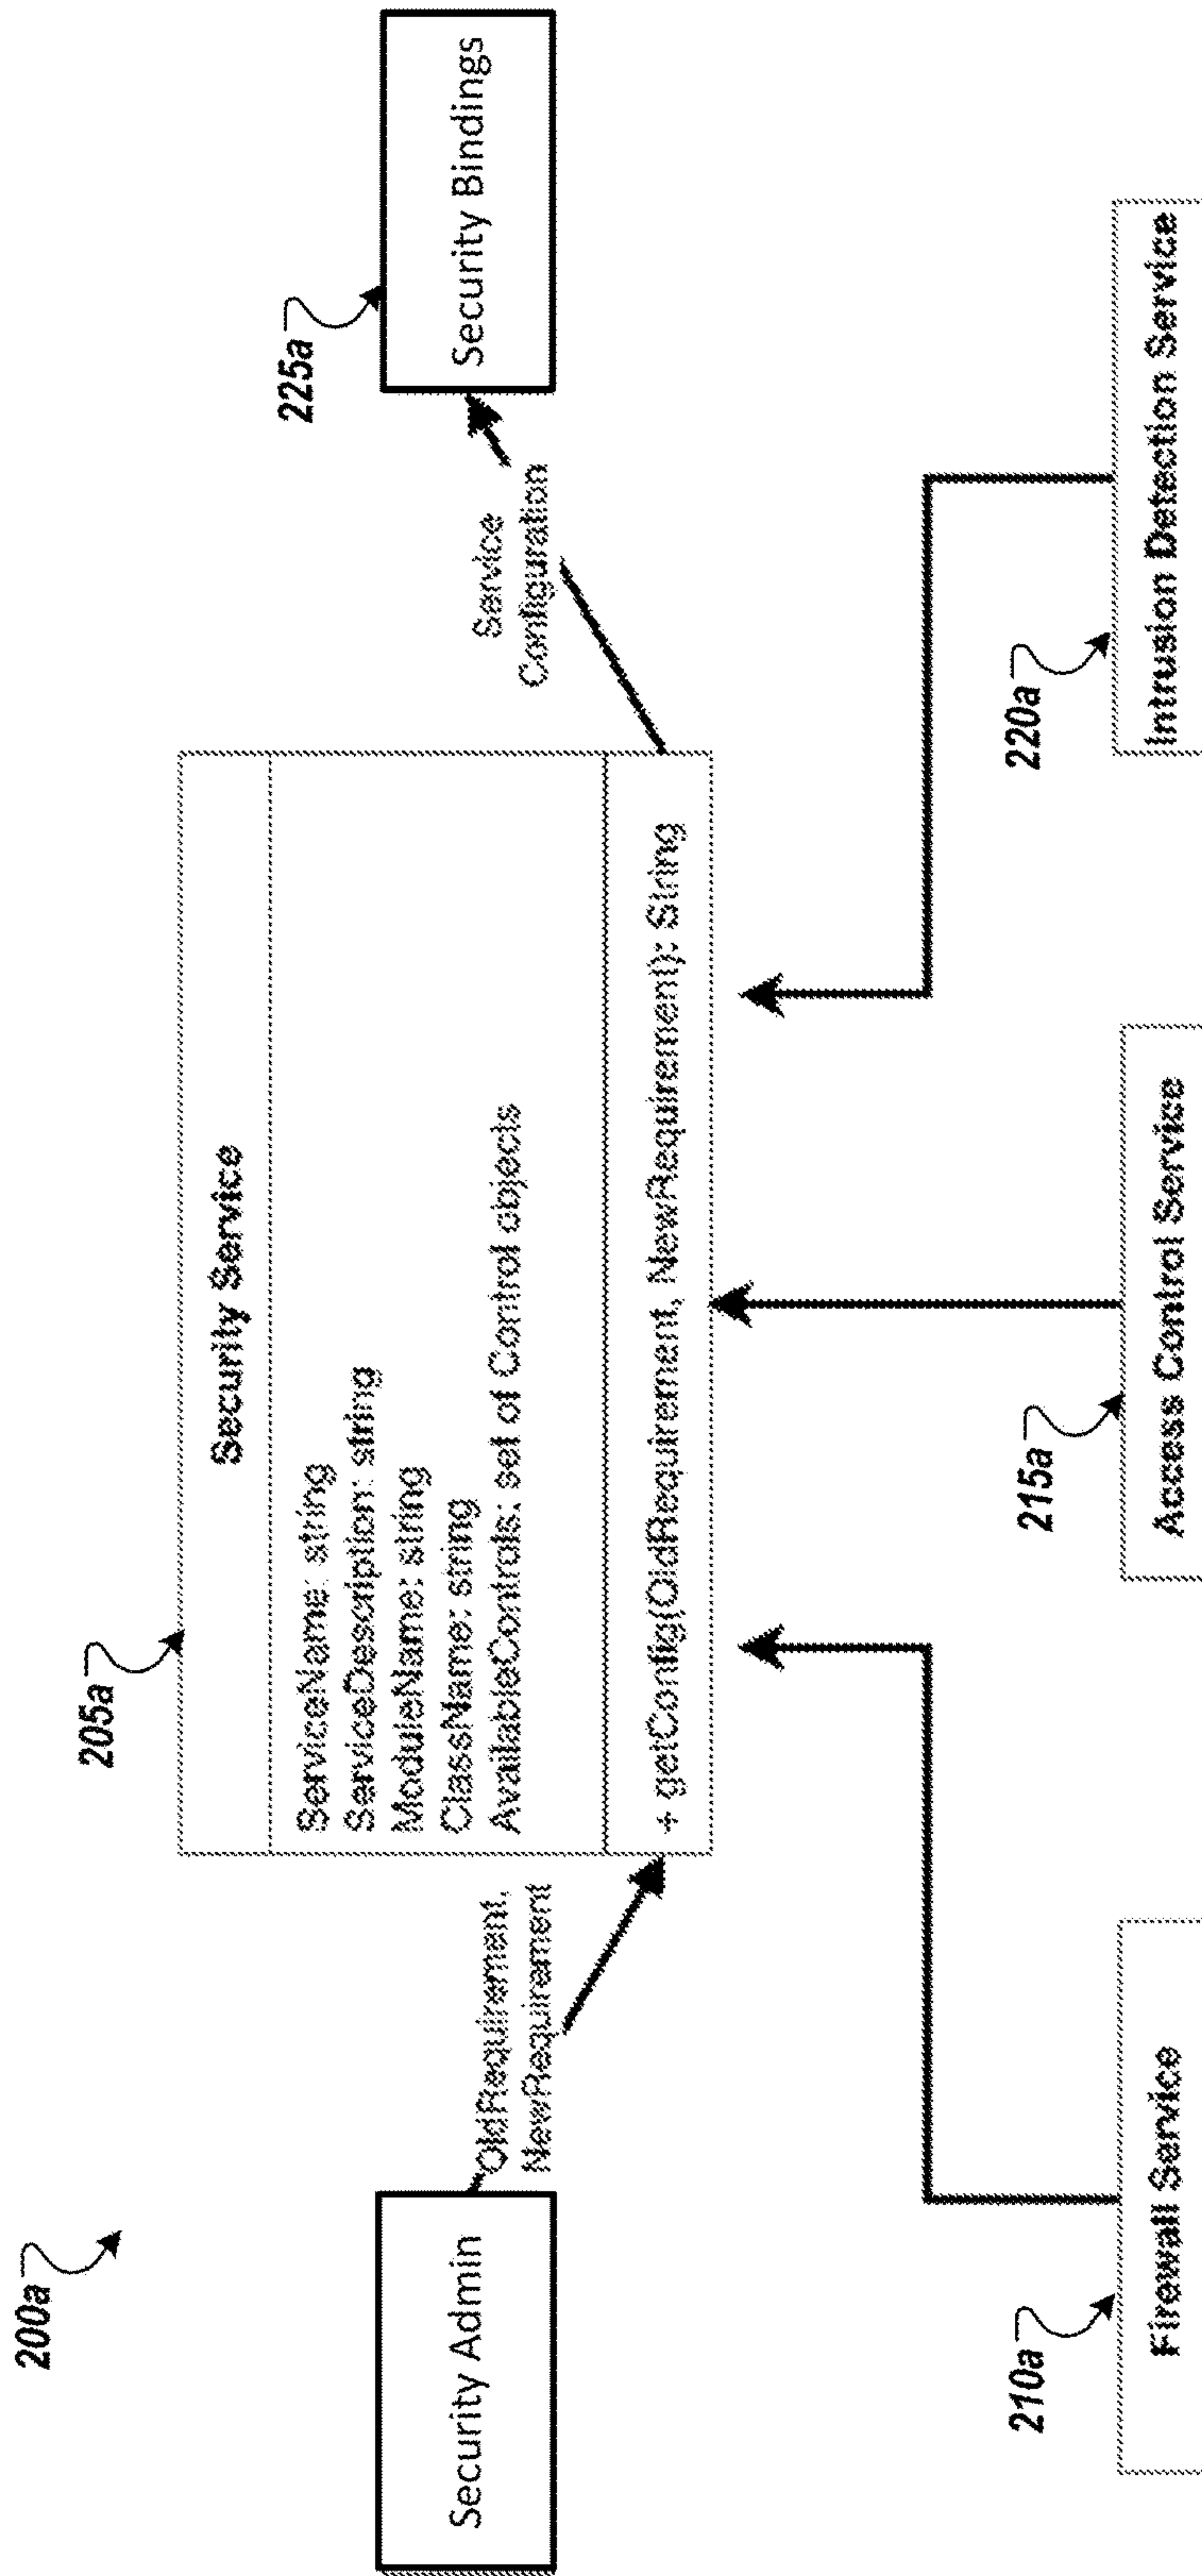 200a
205a
Security Service
ServiceName: string
ServiceDescription: string
ModuleName: string
ClassName: string
AvailableControls: set of Control objects
+ getConfig(OldRequirement, NewRequirement): String
Security Admin
OldRequirement,
NewRequirement
Service
Configuration
225a
Security Bindings
210a
Firewall Service
215a
Access Control Service
220a
Intrusion Detection Service